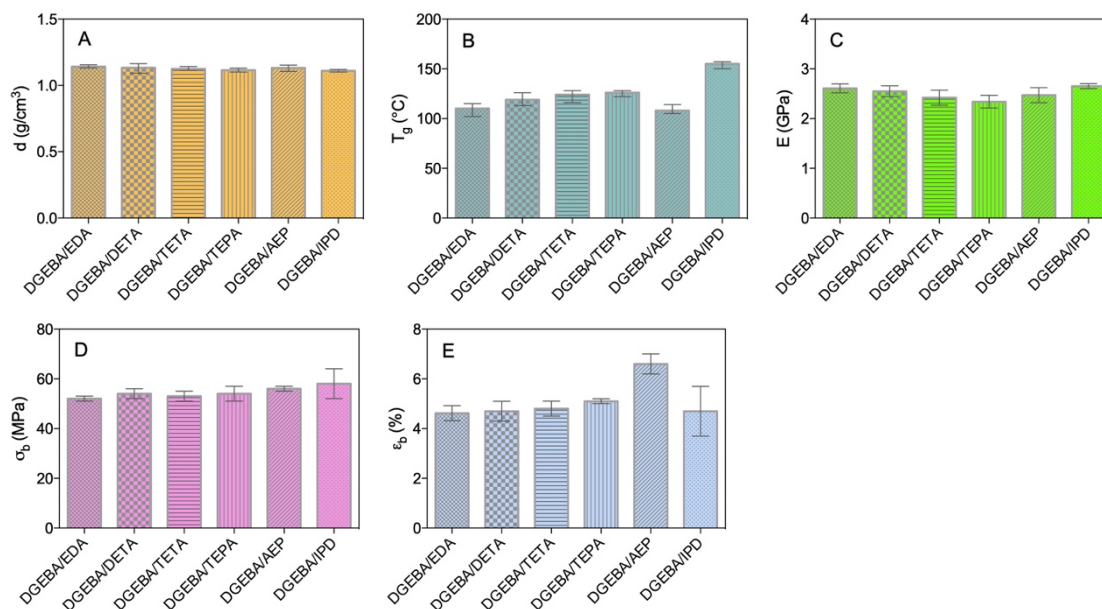 A
d (g/cm³)
1.5
1.0
0.5
0.0
DGEBA/EDA
DGEBA/DETA
DGEBA/TETA
DGEBA/TEPA
DGEBA/AEP
DGEBA/IPD
B
Tg (°C)
200
150
100
50
0
DGEBA/EDA
DGEBA/DETA
DGEBA/TETA
DGEBA/TEPA
DGEBA/AEP
DGEBA/IPD
C
E (GPa)
4
3
2
1
0
DGEBA/EDA
DGEBA/DETA
DGEBA/TETA
DGEBA/TEPA
DGEBA/AEP
DGEBA/IPD
D
σb (MPa)
80
60
40
20
0
DGEBA/EDA
DGEBA/DETA
DGEBA/TETA
DGEBA/TEPA
DGEBA/AEP
DGEBA/IPD
E
εb (%)
8
6
4
2
0
DGEBA/EDA
DGEBA/DETA
DGEBA/TETA
DGEBA/TEPA
DGEBA/AEP
DGEBA/IPD